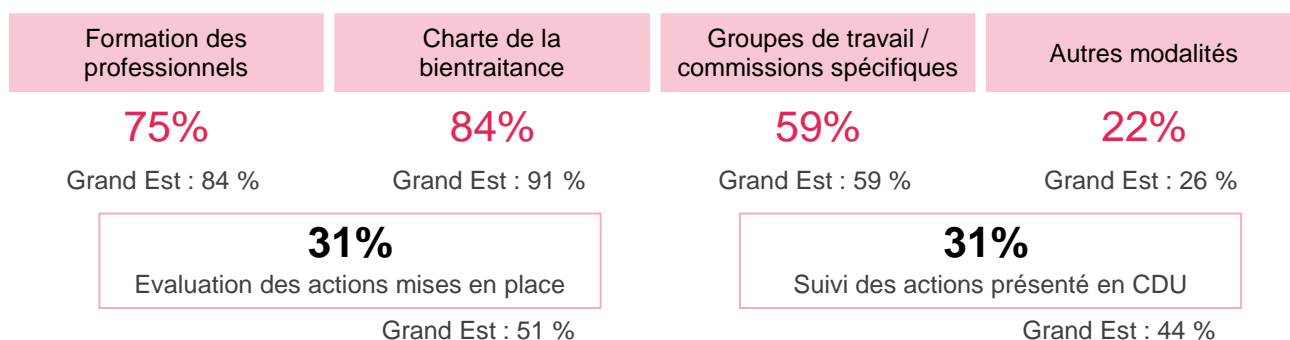 Formation des
professionnels
Charte de la
bientraitance
Groupes de travail /
commissions spécifiques
Autres modalités
75%
84%
59%
22%
Grand Est : 84 %
Grand Est : 91 %
Grand Est : 59 %
Grand Est : 26 %
31%
Evaluation des actions mises en place
31%
Suivi des actions présenté en CDU
Grand Est : 51 %
Grand Est : 44 %